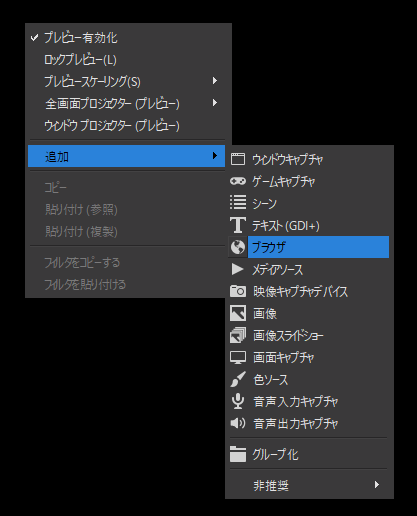 プレビュー有効化
ロックプレビュー(L)
プレビュースケーリング(S)
全画面プロジェクター (プレビュー)
ウィンドウ プロジェクター (プレビュー)
追加
コピー
貼り付け (参照)
貼り付け (複製)
フィルタをコピーする
フィルタを貼り付ける
ウィンドウキャプチャ
ゲームキャプチャ
シーン
テキスト (GDI+)
ブラウザ
メディアソース
映像キャプチャデバイス
画像
画像スライドショー
画面キャプチャ
色ソース
音声入力キャプチャ
音声出力キャプチャ
グループ化
非推奨